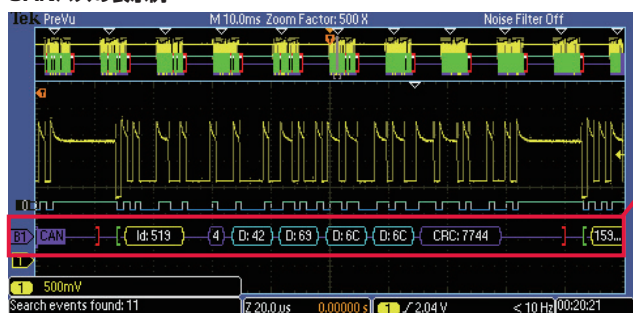 Tek PreVu M 10.0ms Zoom Factor: 500 X Noise Filter Off
B1 CAN Id: 519 4 D: 42 D: 69 D: 6C D: 6C CRC: 7744 159...
1
1 500mV
Search events found: 11 Z 20.0µs 0.00000 s 1 2.04 V < 10 Hz 00:20:21